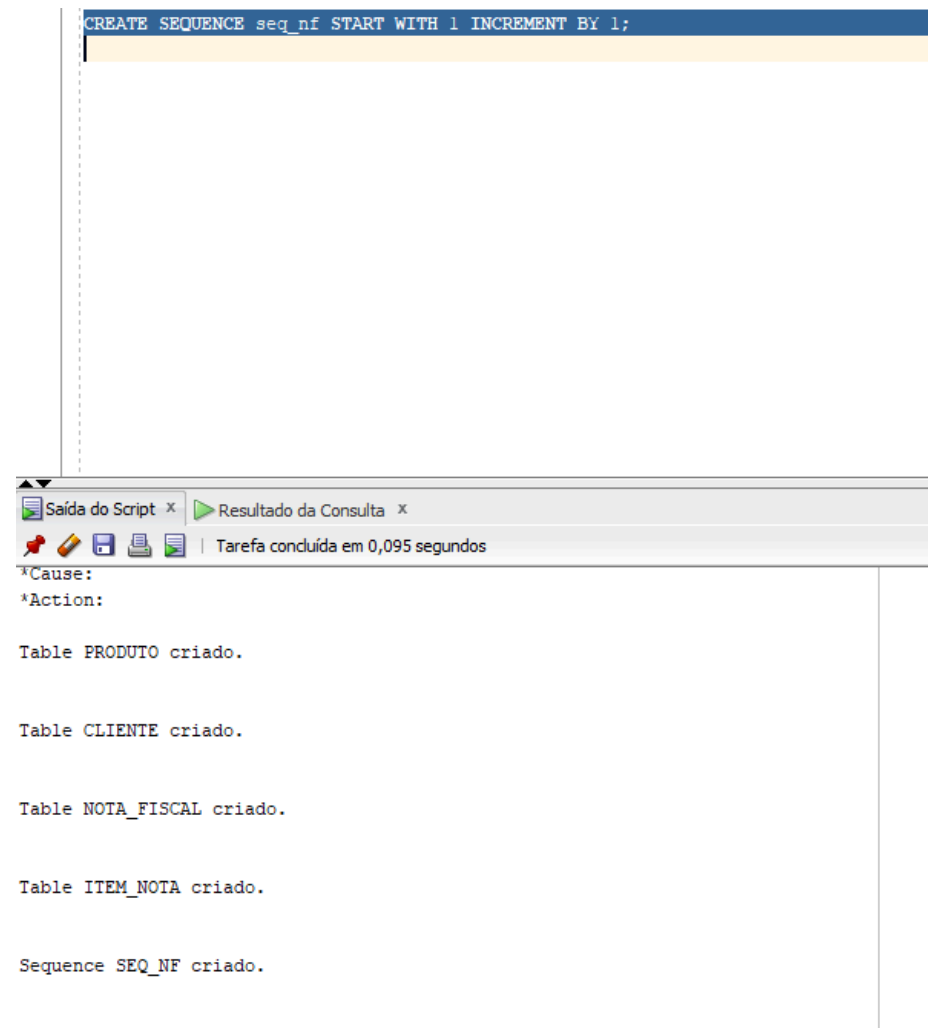 CREATE SEQUENCE seq_nf START WITH 1 INCREMENT BY 1;
Saída do Script x Resultado da Consulta x
| Tarefa concluída em 0,095 segundos
*Cause:
*Action:
Table PRODUTO criado.
Table CLIENTE criado.
Table NOTA_FISCAL criado.
Table ITEM_NOTA criado.
Sequence SEQ_NF criado.